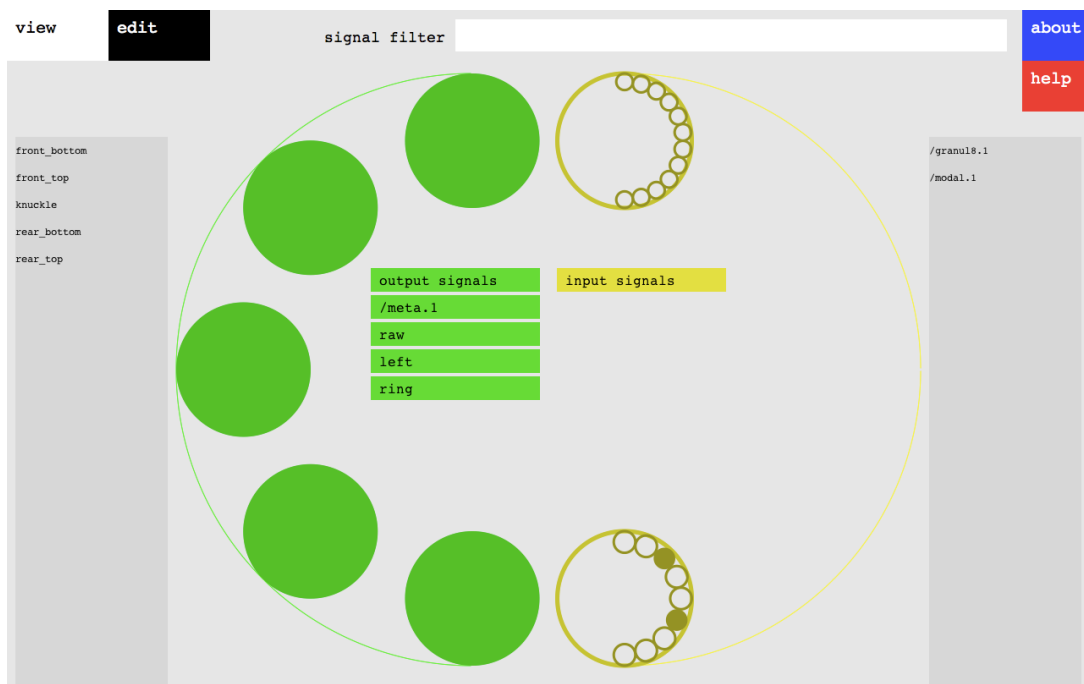 view
edit
signal filter
about
help
front_bottom
front_top
knuckle
rear_bottom
rear_top
output signals
/meta.1
raw
left
ring
input signals
/granul8.1
/modal.1